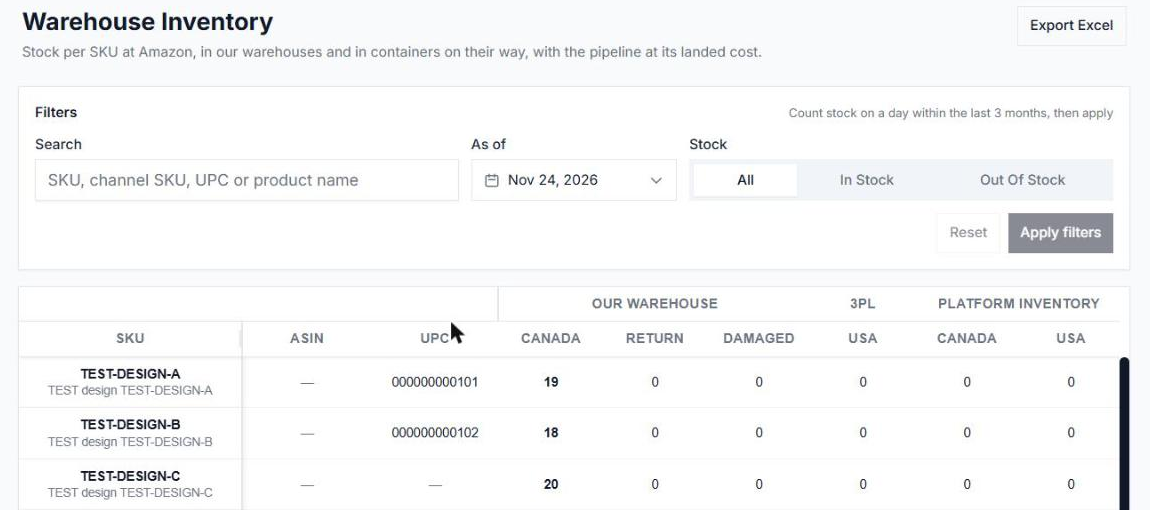 Warehouse Inventory
Export Excel
Stock per SKU at Amazon, in our warehouses and in containers on their way, with the pipeline at its landed cost.
Filters
Count stock on a day within the last 3 months, then apply
Search
As of
Stock
SKU, channel SKU, UPC or product name
Nov 24, 2026
All
In Stock
Out Of Stock
Reset
Apply filters
OUR WAREHOUSE 3PL PLATFORM INVENTORY
SKU ASIN UPC CANADA RETURN DAMAGED USA CANADA USA
TEST-DESIGN-A — 000000000101 19 0 0 0 0 0
TEST design TEST-DESIGN-A
TEST-DESIGN-B — 000000000102 18 0 0 0 0 0
TEST design TEST-DESIGN-B
TEST-DESIGN-C — — 20 0 0 0 0 0
TEST design TEST-DESIGN-C